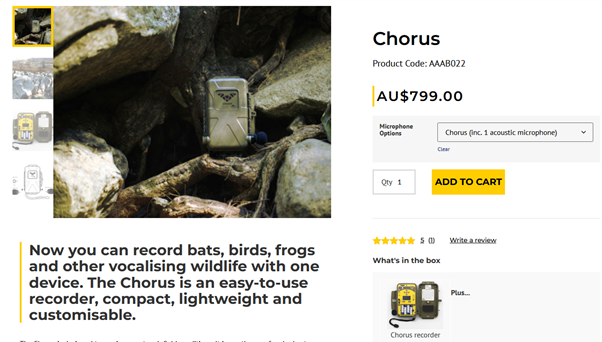 Chorus
Product Code: AAAB022
AU$799.00
Microphone
Options
Chorus (inc. 1 acoustic microphone)
Clear
Qty 1
ADD TO CART
5 (1) Write a review
What's in the box
Plus...
Chorus recorder
Now you can record bats, birds, frogs
and other vocalising wildlife with one
device. The Chorus is an easy-to-use
recorder, compact, lightweight and
customisable.